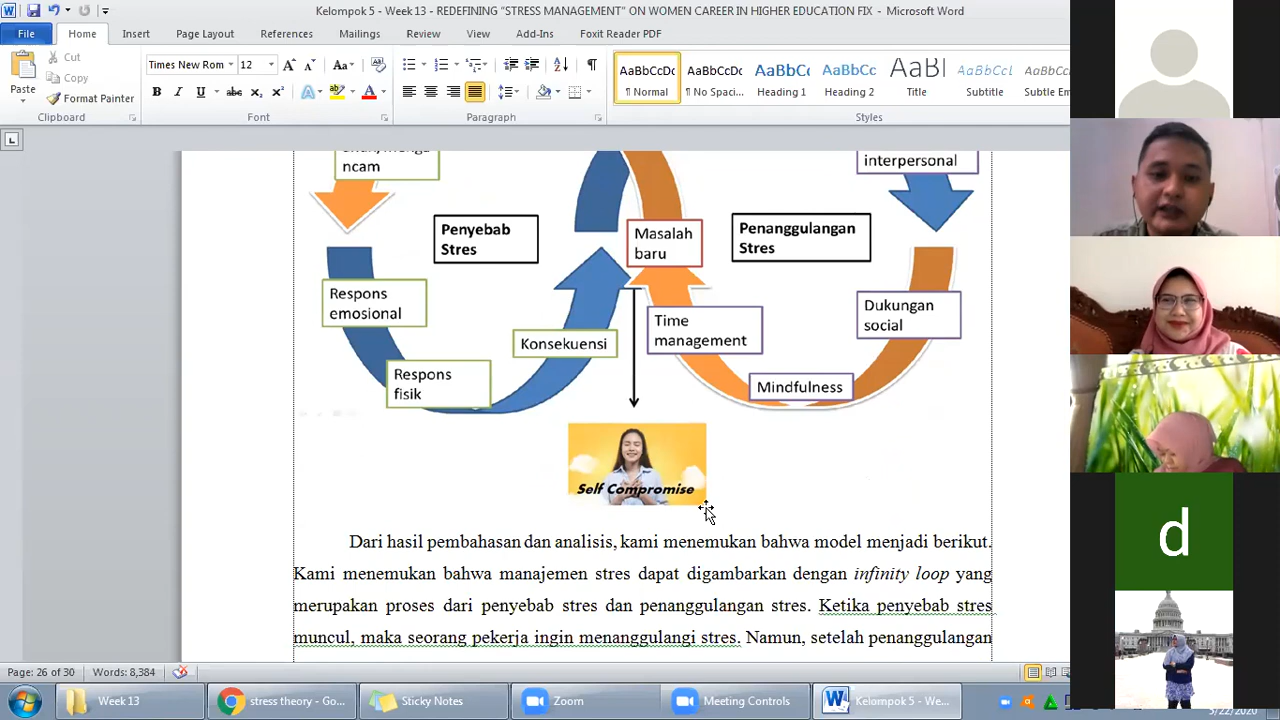 Kelompok 5 - Week 13 - REDEFINING "STRESS MANAGEMENT" ON WOMEN CAREER IN HIGHER EDUCATION FIX - Microsoft Word
File Home Insert Page Layout References Mailings Review View Add-Ins Foxit Reader PDF
Cut
Copy
Format Painter
Paste
Clipboard
Times New Rom 12
Font
Paragraph
AaBbCcDc AaBbCcDc AaBbCc AaBbCc AaBl AaBbCcDc
¶ Normal ¶ No Spaci... Heading 1 Heading 2 Title Subtitle Subtle Em
Styles
ncam
interpersonal
Penyebab
Stres
Masalah
baru
Penanggulangan
Stres
Respons
emosional
Konsekuensi
Time
management
Dukungan
social
Respons
fisik
Mindfulness
Self Compromise
Dari hasil pembahasan dan analisis, kami menemukan bahwa model menjadi berikut.
Kami menemukan bahwa manajemen stres dapat digambarkan dengan infinity loop yang
merupakan proses dari penyebab stres dan penanggulangan stres. Ketika penyebab stres
muncul, maka seorang pekerja ingin menanggulangi stres. Namun, setelah penanggulangan
d
Page: 26 of 30 Words: 8,384
Week 13
stress theory - Go...
Sticky Notes
Zoom
Meeting Controls
Kelompok 5 - We...
5/22/2020